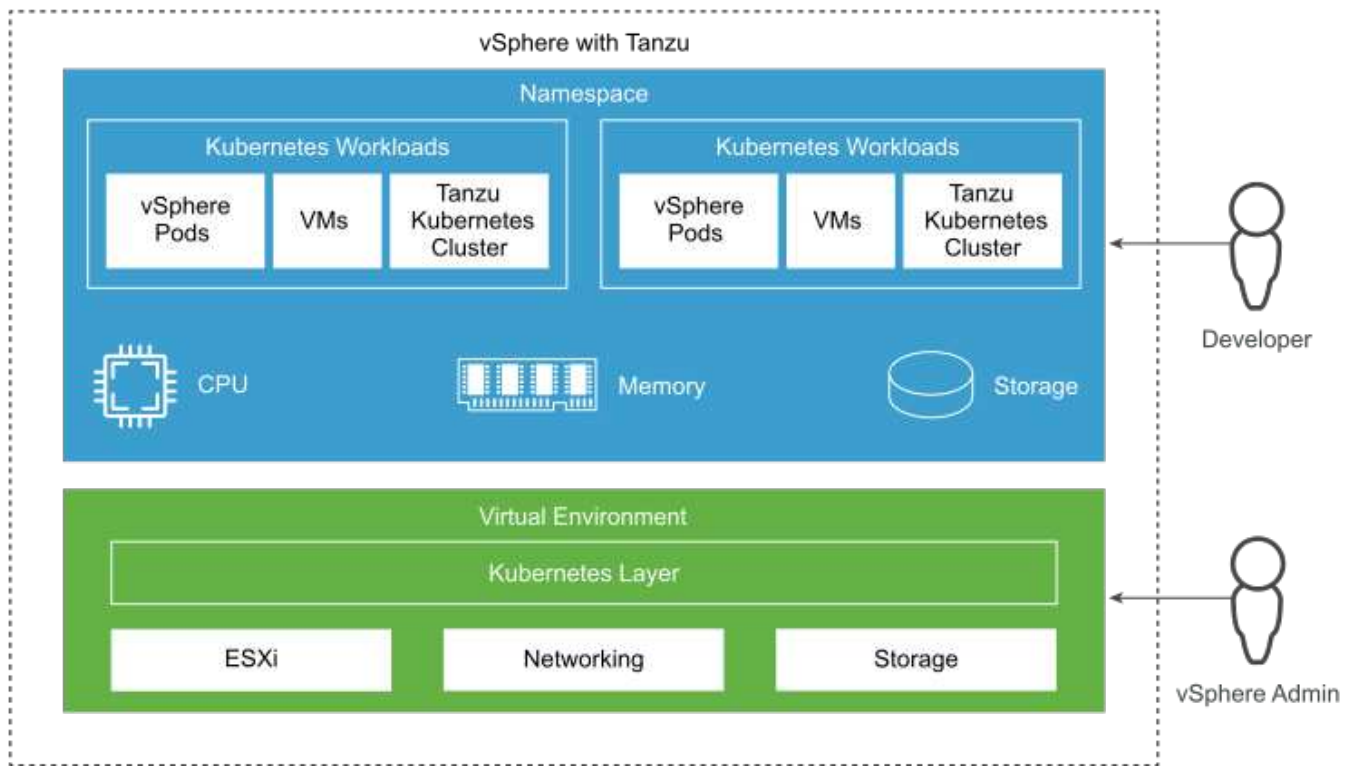 vSphere with Tanzu
Namespace
Kubernetes Workloads
vSphere
Pods
VMs
Tanzu
Kubernetes
Cluster
Kubernetes Workloads
vSphere
Pods
VMs
Tanzu
Kubernetes
Cluster
CPU
Memory
Storage
Developer
Virtual Environment
Kubernetes Layer
ESXi
Networking
Storage
vSphere Admin